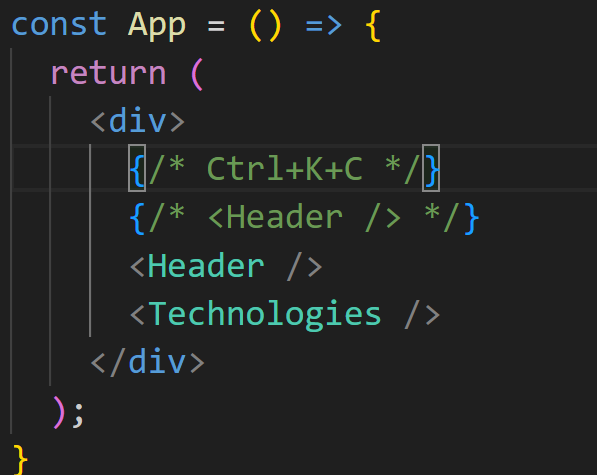 const App = () => {
return (
<div>
{/* Ctrl+K+C */}
{/* <Header /> */}
<Header />
<Technologies />
</div>
);
}